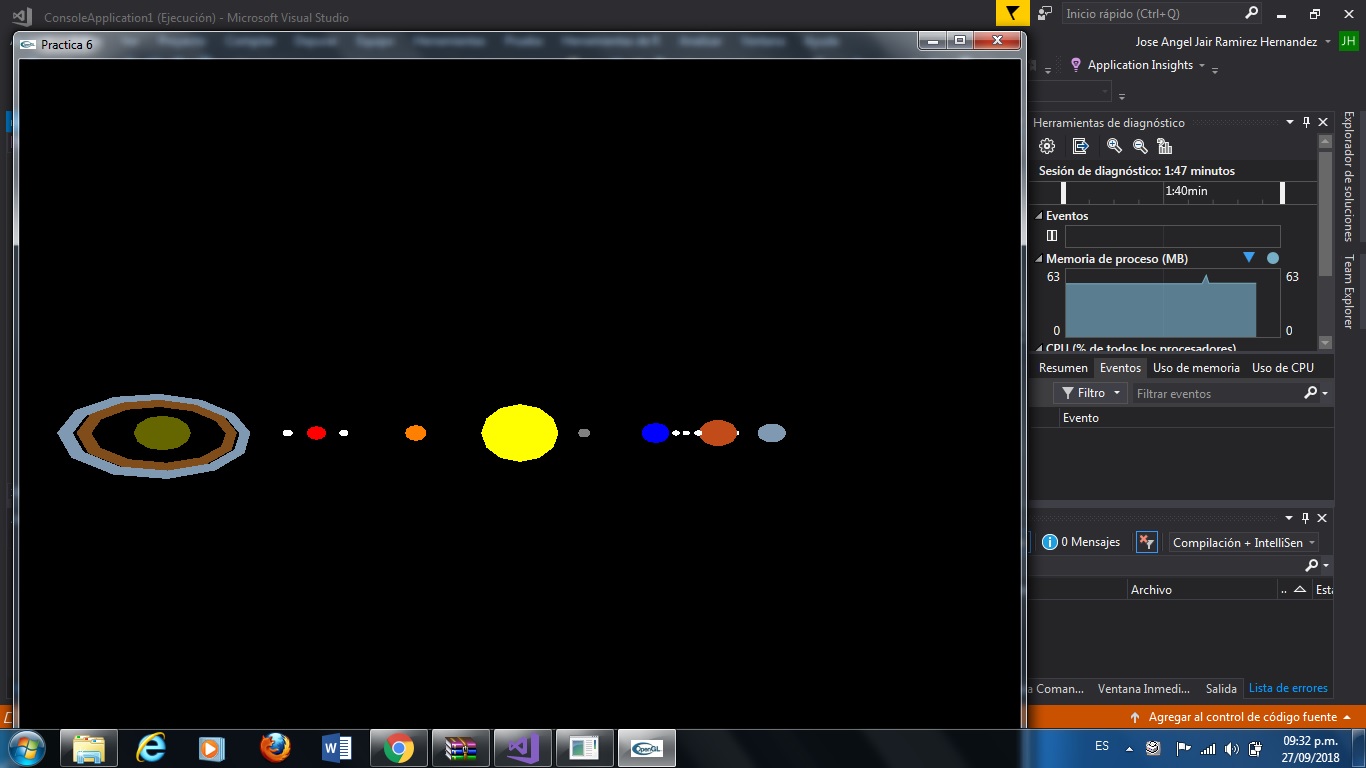 ConsoleApplication1 (Ejecución) - Microsoft Visual Studio
Inicio rápido (Ctrl+Q)
Practica 6
Jose Angel Jair Ramirez Hernandez
JH
Application Insights
Herramientas de diagnóstico
Sesión de diagnóstico: 1:47 minutos
1:40min
Eventos
Memoria de proceso (MB)
63
63
0
0
CPU (% de todos los procesadores)
Resumen Eventos Uso de memoria Uso de CPU
Filtro Filtrar eventos
Evento
Explorador de soluciones
Team Explorer
0 Mensajes Compilación + IntelliSen
Archivo .. Esta
a Coman... Ventana Inmedi... Salida Lista de errores
Agregar al control de código fuente
OpenGL
ES
09:32 p.m.
27/09/2018